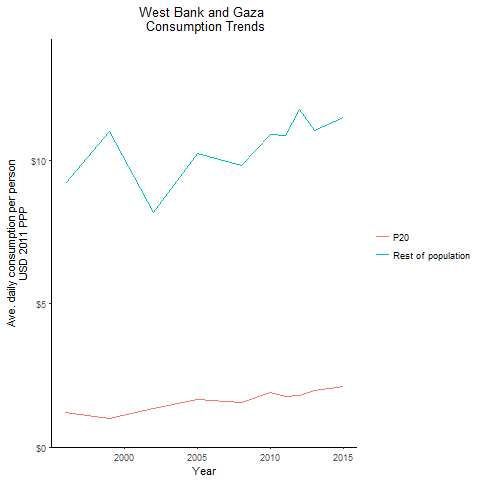 West Bank and Gaza
Consumption Trends
Ave. daily consumption per person
USD 2011 PPP
$10
$5
$0
2000
2005
2010
2015
Year
P20
Rest of population